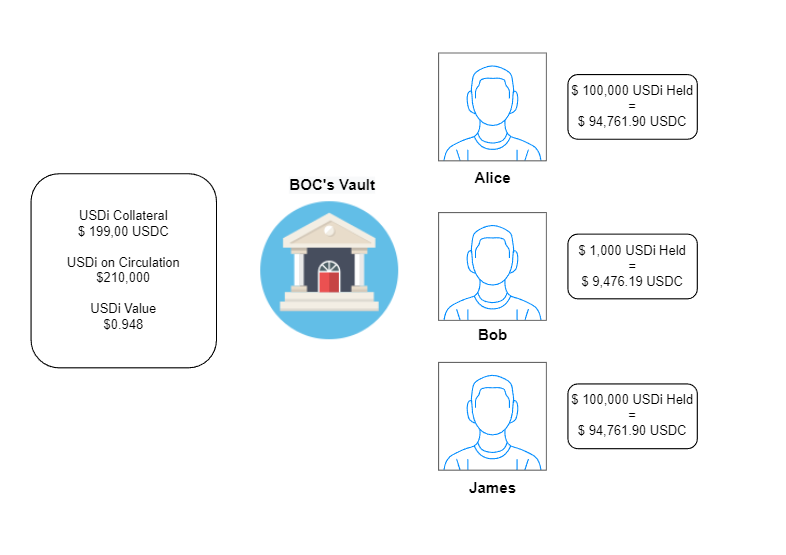 USDi Collateral
$ 199,00 USDC
USDi on Circulation
$210,000
USDi Value
$0.948
BOC's Vault
$ 100,000 USDi Held
=
$ 94,761.90 USDC
Alice
$ 1,000 USDi Held
=
$ 9,476.19 USDC
Bob
$ 100,000 USDi Held
=
$ 94,761.90 USDC
James